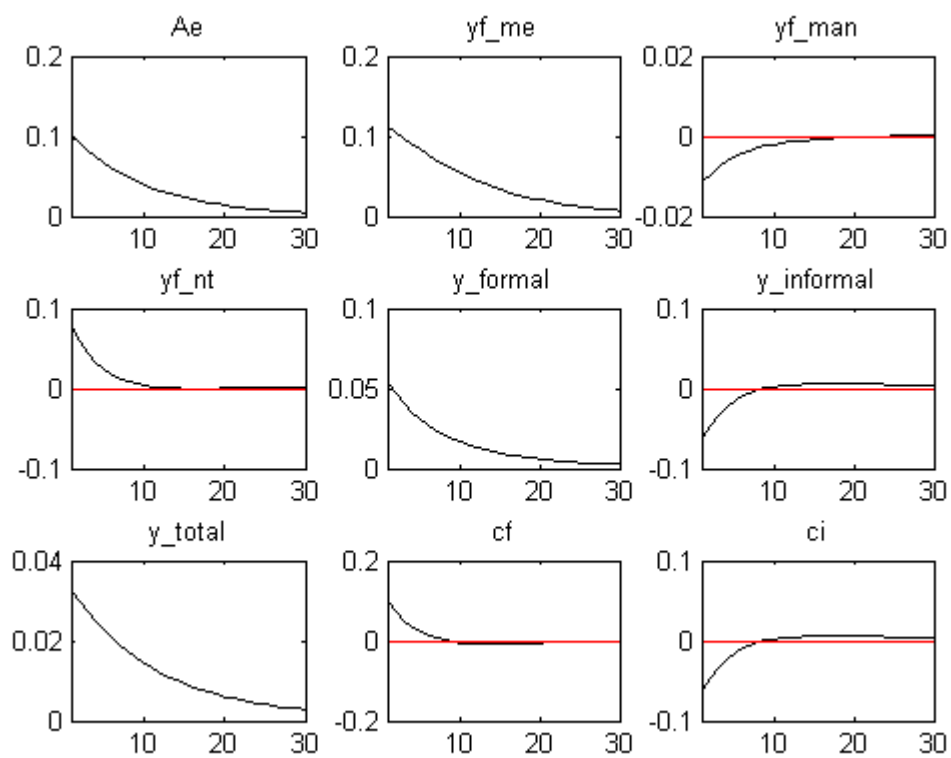 Ae yf_me yf_man
0.2 0.2 0.02
0.1 0.1 0
0 0 -0.02
10 20 30 10 20 30 10 20 30
yf_nt y_formal y_informal
0.1 0.1 0.1
0 0.05 0
-0.1 0 -0.1
10 20 30 10 20 30 10 20 30
y_total cf ci
0.04 0.2 0.1
0.02 0 0
0 -0.2 -0.1
10 20 30 10 20 30 10 20 30